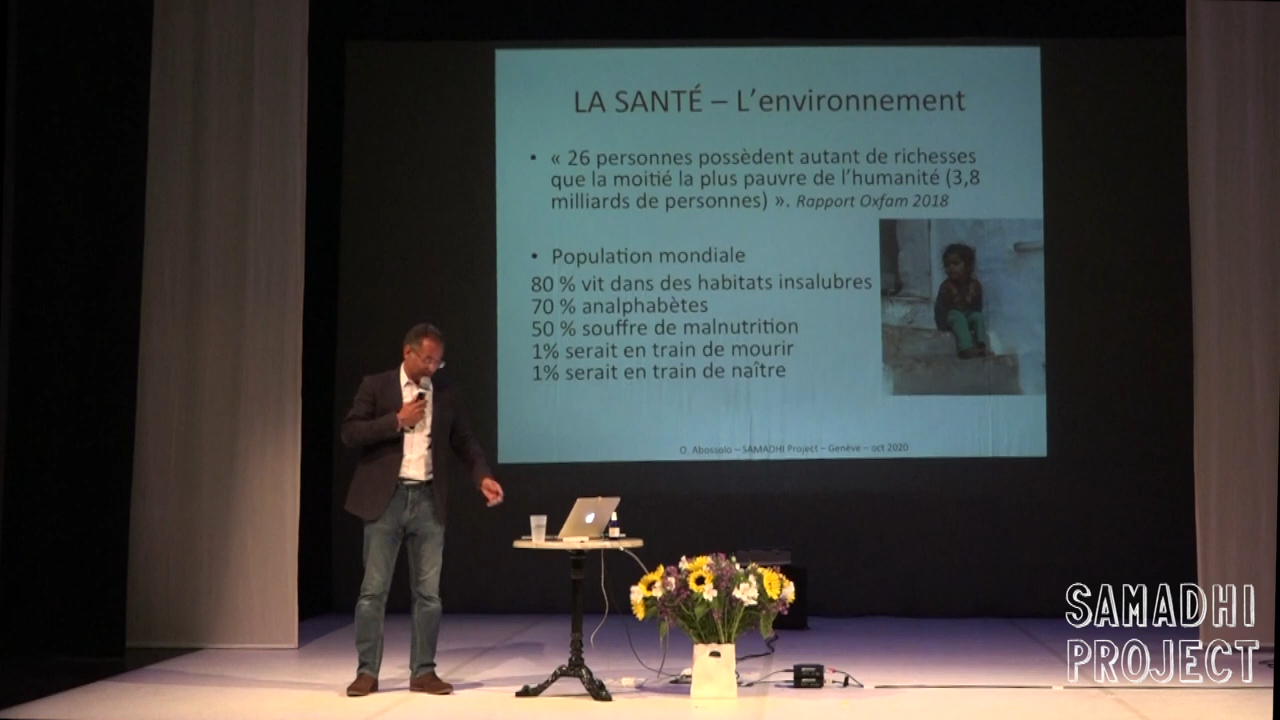 LA SANTÉ – L'environnement
• « 26 personnes possèdent autant de richesses
que la moitié la plus pauvre de l'humanité (3,8
milliards de personnes) ». Rapport Oxfam 2018
• Population mondiale
80 % vit dans des habitats insalubres
70 % analphabètes
50 % souffre de malnutrition
1% serait en train de mourir
1% serait en train de naître
O. Abossolo – SAMADHI Project – Genève – oct 2020
SAMADHI
PROJECT